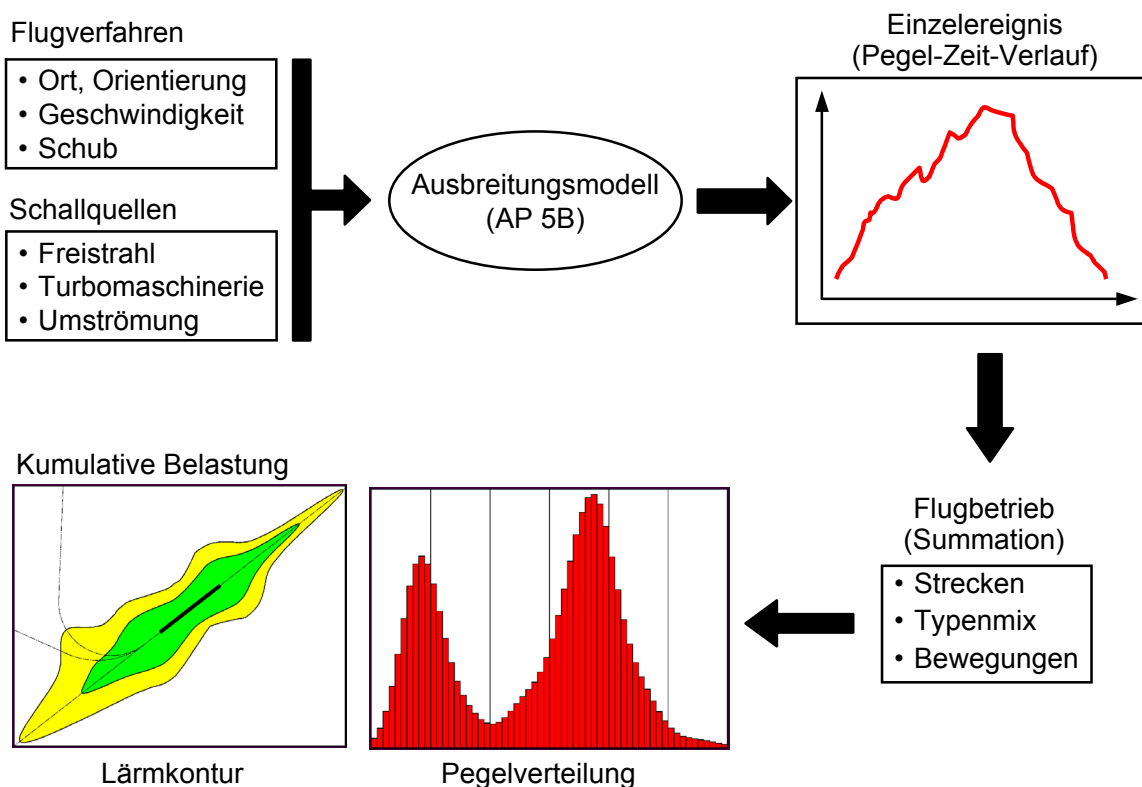 Flugverfahren
• Ort, Orientierung
• Geschwindigkeit
• Schub
Schallquellen
• Freistrahl
• Turbomaschinerie
• Umströmung
Ausbreitungsmodell
(AP 5B)
Einzelereignis
(Pegel-Zeit-Verlauf)
Flugbetrieb
(Summation)
• Strecken
• Typenmix
• Bewegungen
Kumulative Belastung
Lärmkontur
Pegelverteilung